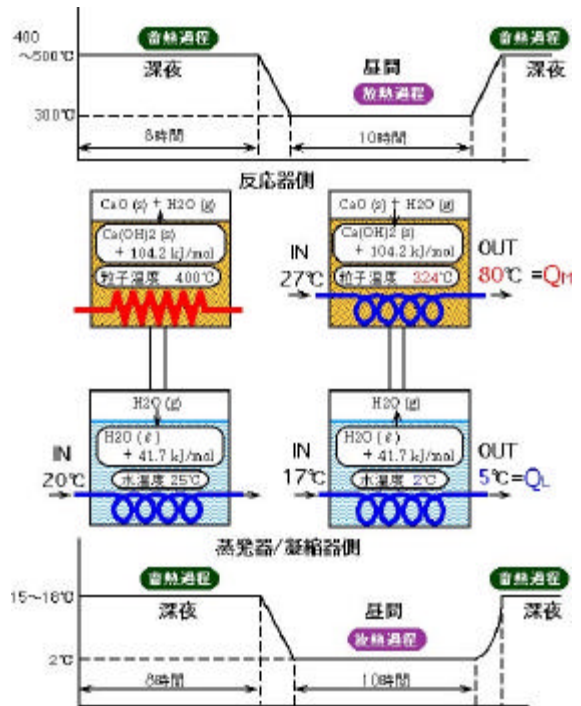 蓄熱過程
蓄熱過程
400
～500℃
深夜
昼間
深夜
放熱過程
300℃
8時間
10時間
反応器側
CaO (s) + H2O (g)
CaO (s) + H2O (g)
Ca(OH)2 (s)
+ 104.2 kJ/mol
Ca(OH)2 (s)
+ 104.2 kJ/mol
IN
27℃
OUT
80℃ =QM
粒子温度 400℃
粒子温度 324℃
H2O (g)
H2O (g)
H2O (ℓ)
+ 41.7 kJ/mol
H2O (ℓ)
+ 41.7 kJ/mol
IN
20℃
IN
17℃
OUT
5℃=QL
水温度 25℃
水温度 2℃
蒸発器/凝縮器側
蓄熱過程
蓄熱過程
15～18℃
深夜
昼間
深夜
放熱過程
2℃
8時間
10時間